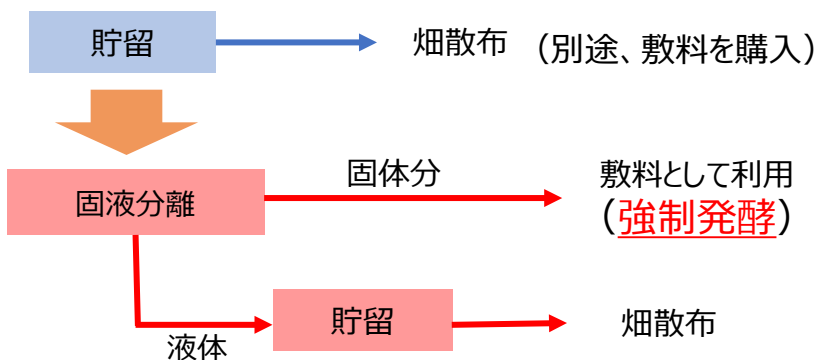 貯留
畑散布 (別途、敷料を購入)
固液分離
固体分
敷料として利用
(強制発酵)
液体
貯留
畑散布